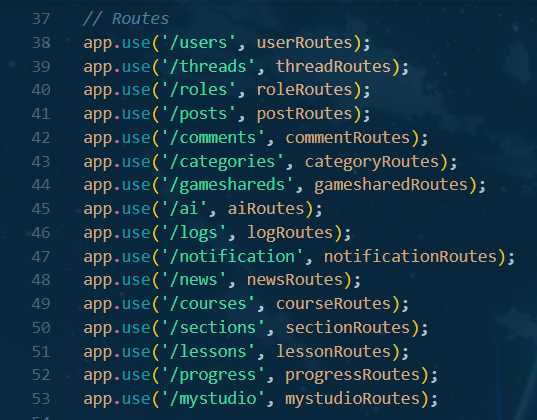 37 // Routes
38 app.use('/users', userRoutes);
39 app.use('/threads', threadRoutes);
40 app.use('/roles', roleRoutes);
41 app.use('/posts', postRoutes);
42 app.use('/comments', commentRoutes);
43 app.use('/categories', categoryRoutes);
44 app.use('/gameshareds', gamesharedRoutes);
45 app.use('/ai', aiRoutes);
46 app.use('/logs', logRoutes);
47 app.use('/notification', notificationRoutes);
48 app.use('/news', newsRoutes);
49 app.use('/courses', courseRoutes);
50 app.use('/sections', sectionRoutes);
51 app.use('/lessons', lessonRoutes);
52 app.use('/progress', progressRoutes);
53 app.use('/mystudio', mystudioRoutes);